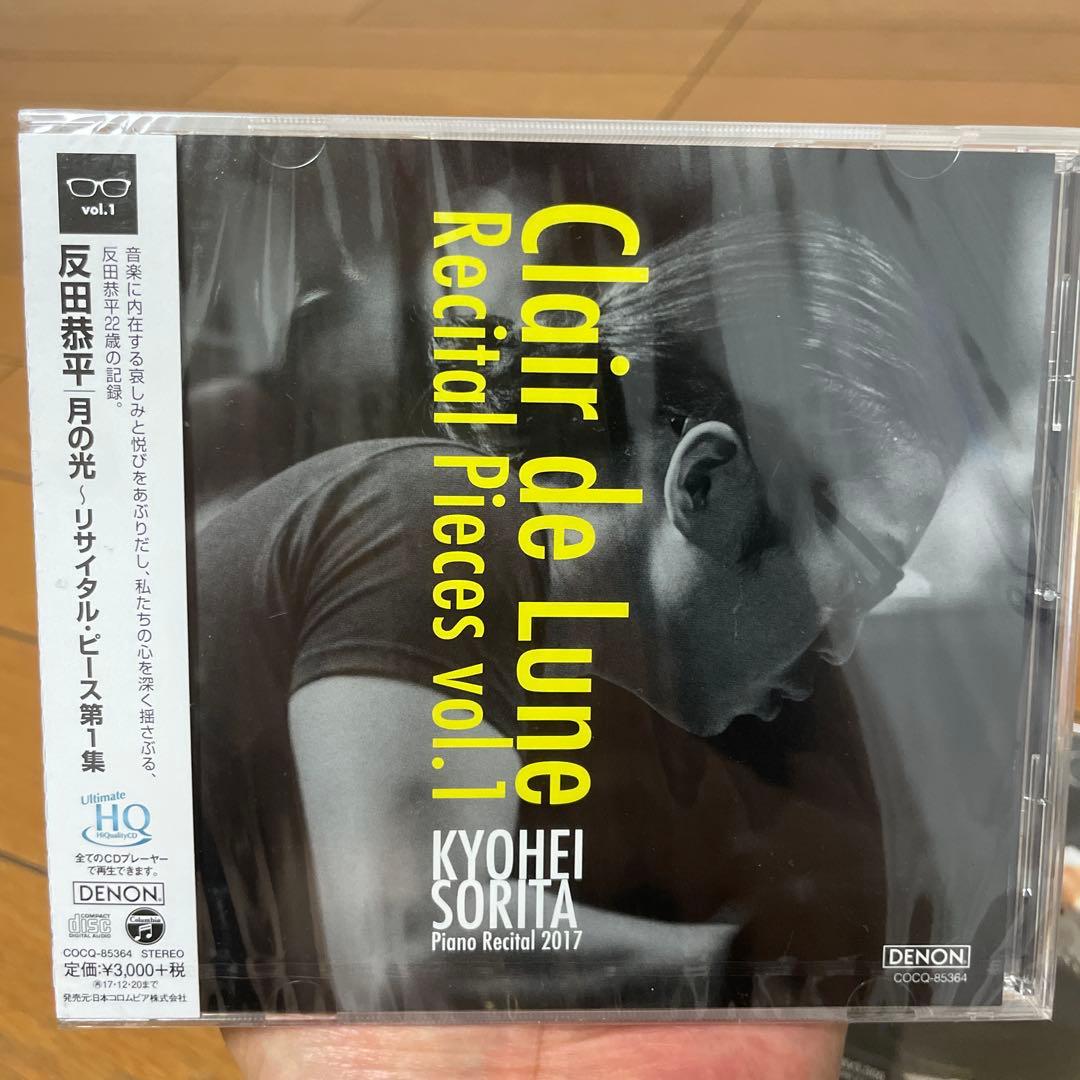 vol.1
反田恭平|月の光~リサイタル・ピース第1集
音楽に内在する哀しみと悦びをあぶりだし、私たちの心を深く揺さぶる、
反田恭平22歳の記録。
Ultimate
HQ
HiQualityCD
全てのCDプレーヤー
で再生できます。
DENON
COMPACT
disc
DIGITAL AUDIO
Columbia
COCQ-85364 STEREO
定価:¥3,000+税
Ⓡ17・12・20まで
発売元:日本コロムビア株式会社
Clair de Lune
Recital Pieces vol.1
KYOHEI
SORITA
Piano Recital 2017
DENON
COCQ-85364